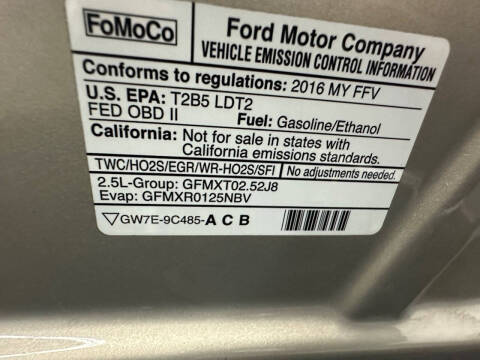 FoMoCo Ford Motor Company
VEHICLE EMISSION CONTROL INFORMATION
Conforms to regulations: 2016 MY FFV
U.S. EPA: T2B5 LDT2
FED OBD II Fuel: Gasoline/Ethanol
California: Not for sale in states with
California emissions standards.
TWC/HO2S/EGR/WR-HO2S/SFI No adjustments needed.
2.5L-Group: GFMXT02.52J8
Evap: GFMXR0125NBV
GW7E-9C485-A C B